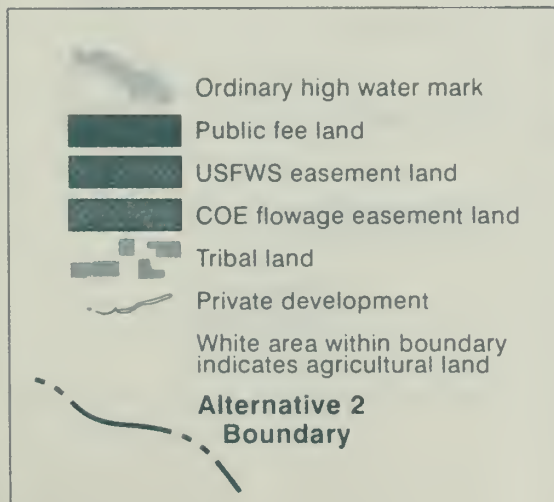 Ordinary high water mark
Public fee land
USFWS easement land
COE flowage easement land
Tribal land
Private development
White area within boundary
indicates agricultural land
Alternative 2
Boundary